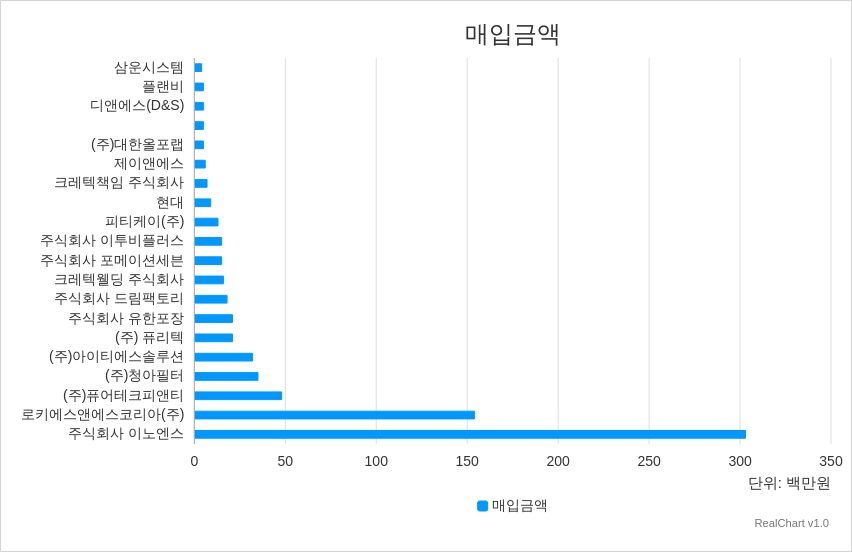 매입금액
삼운시스템
플랜비
디앤에스(D&S)
(주)대한올포랩
제이앤에스
크레텍책임 주식회사
현대
피티케이(주)
주식회사 이투비플러스
주식회사 포메이션세븐
크레텍웰딩 주식회사
주식회사 드림팩토리
주식회사 유한포장
(주) 퓨리텍
(주)아이티에스솔루션
(주)청아필터
(주)퓨어테크피앤티
로키에스앤에스코리아(주)
주식회사 이노엔스
0 50 100 150 200 250 300 350
단위: 백만원
매입금액
RealChart v1.0